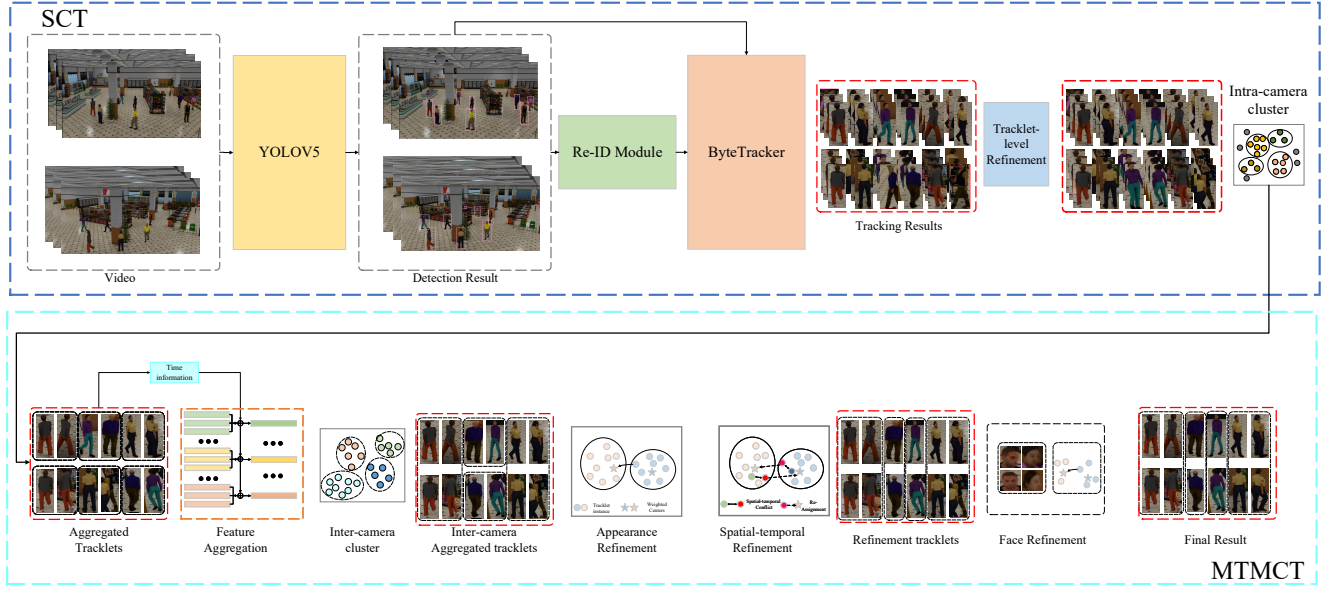 SCT
Video
YOLOV5
Detection Result
Re-ID Module
ByteTracker
Tracking Results
Tracklet-
level
Refinement
Intra-camera
cluster
Time
information
Aggregated
Tracklets
Feature
Aggregation
Inter-camera
cluster
Inter-camera
Aggregated tracklets
Tracklet
instance
Weighted
Centers
Appearance
Refinement
Spatial-temporal
Conflict
Re-
Assignment
Spatial-temporal
Refinement
Refinement tracklets
Face Refinement
Final Result
MTMCT